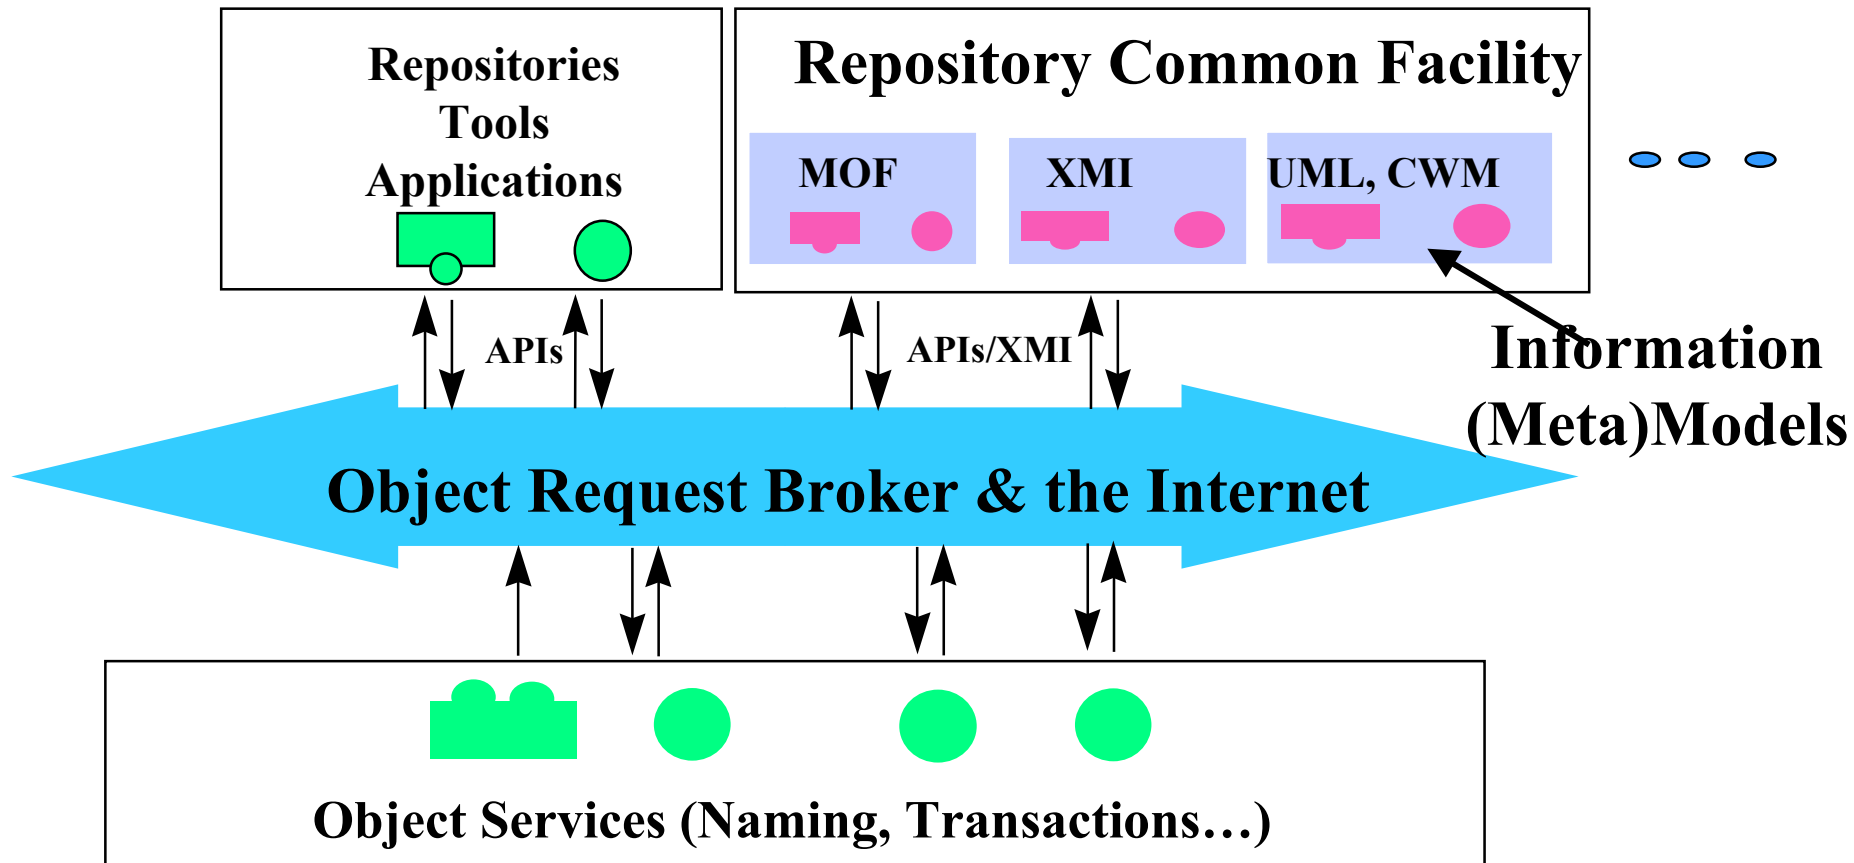 Repositories
Tools
Applications
Repository Common Facility
MOF
XMI
UML, CWM
APIs
APIs/XMI
Information
(Meta)Models
Object Request Broker & the Internet
Object Services (Naming, Transactions…)